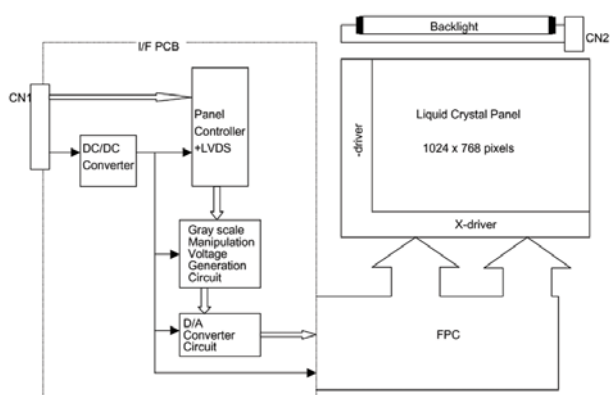 I/F PCB
Backlight
CN2
CN1
Panel
Controller
+LVDS
DC/DC
Converter
Liquid Crystal Panel
1024 x 768 pixels
-driver
X-driver
Gray scale
Manipulation
Voltage
Generation
Circuit
D/A
Converter
Circuit
FPC